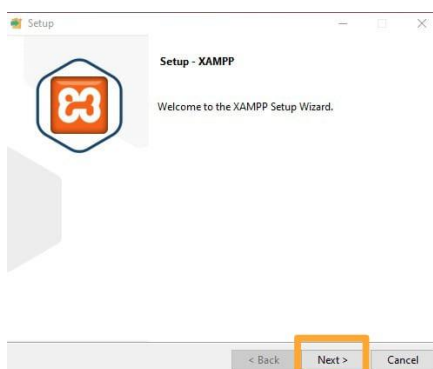 Setup
Setup - XAMPP
Welcome to the XAMPP Setup Wizard.
< Back
Next >
Cancel